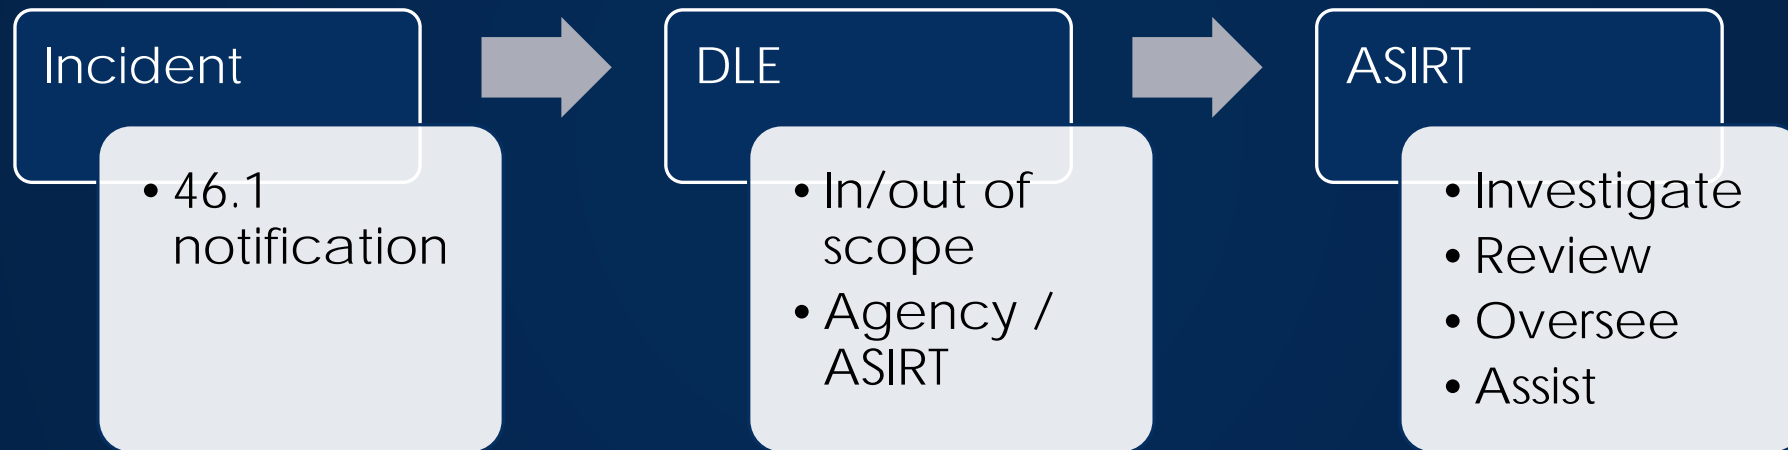 Incident
• 46.1
notification
DLE
• In/out of
scope
• Agency /
ASIRT
ASIRT
• Investigate
• Review
• Oversee
• Assist